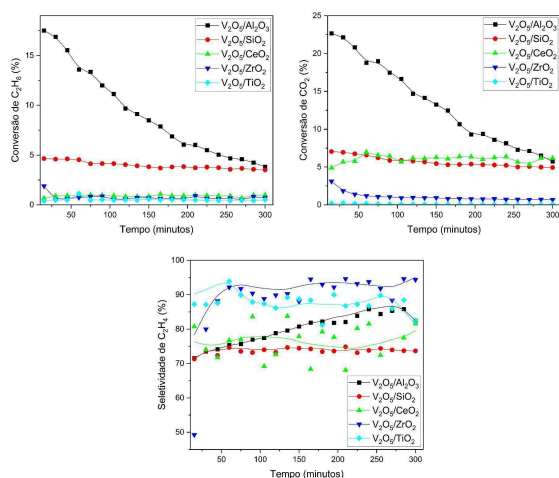 Conversão de C₂H₆ (%)
20
15
10
5
0
50 100 150 200 250 300
Tempo (minutos)
V₂O₅/Al₂O₃
V₂O₅/SiO₂
V₂O₅/CeO₂
V₂O₅/ZrO₂
V₂O₅/TiO₂
Conversão de CO₂ (%)
25
20
15
10
5
0
50 100 150 200 250 300
Tempo (minutos)
V₂O₅/Al₂O₃
V₂O₅/SiO₂
V₂O₅/CeO₂
V₂O₅/ZrO₂
V₂O₅/TiO₂
Seletividade de C₂H₄ (%)
100
90
80
70
60
50
50 100 150 200 250 300
Tempo (minutos)
V₂O₅/Al₂O₃
V₂O₅/SiO₂
V₂O₅/CeO₂
V₂O₅/ZrO₂
V₂O₅/TiO₂